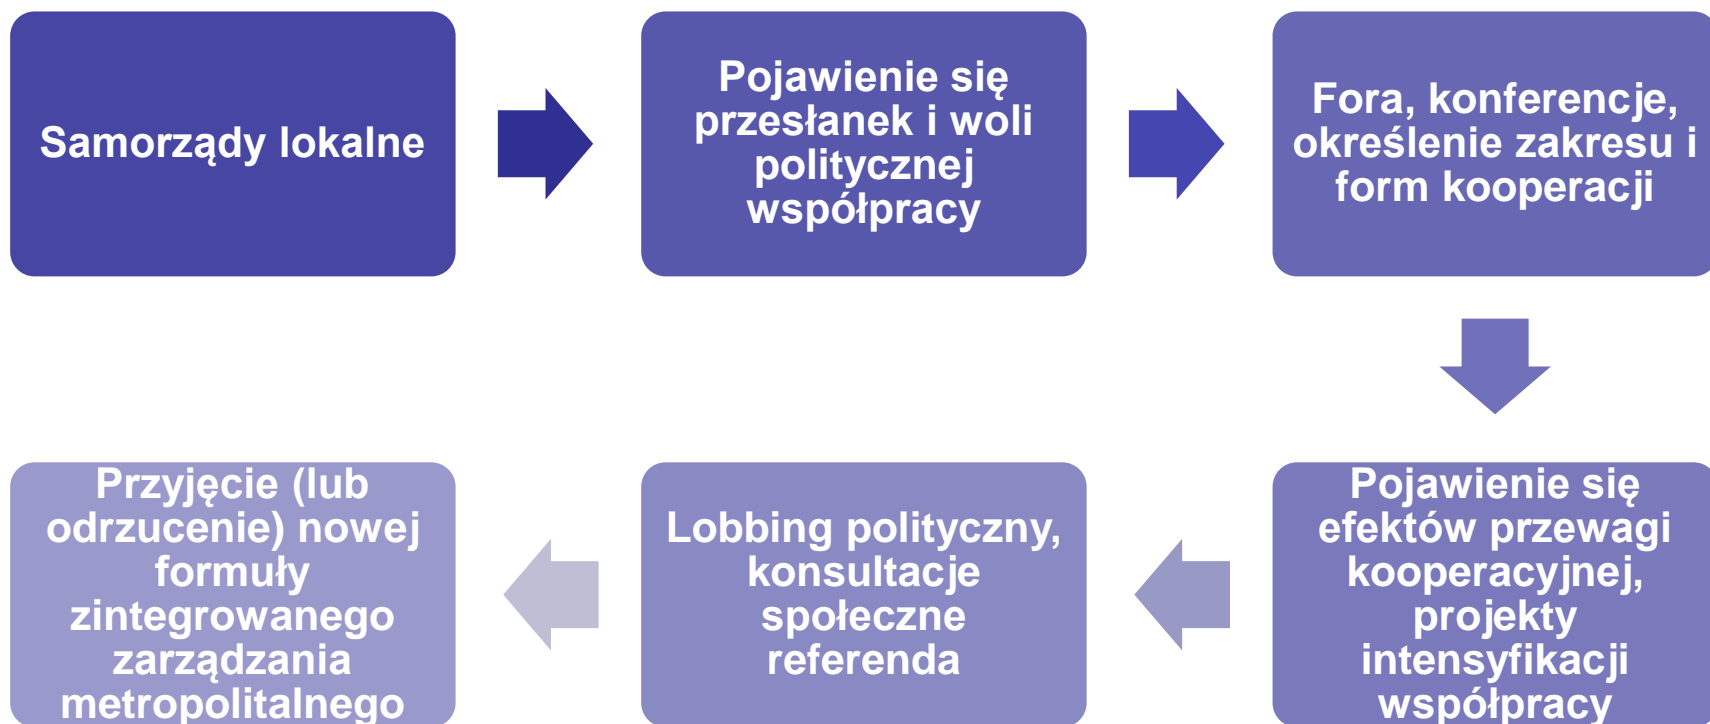 Samorządy lokalne
Pojawienie się
przesłanek i woli
politycznej
współpracy
Fora, konferencje,
określenie zakresu i
form kooperacji
Pojawienie się
efektów przewagi
kooperacyjnej,
projekty
intensyfikacji
współpracy
Lobbing polityczny,
konsultacje
społeczne
referenda
Przyjęcie (lub
odrzucenie) nowej
formuły
zintegrowanego
zarządzania
metropolitalnego